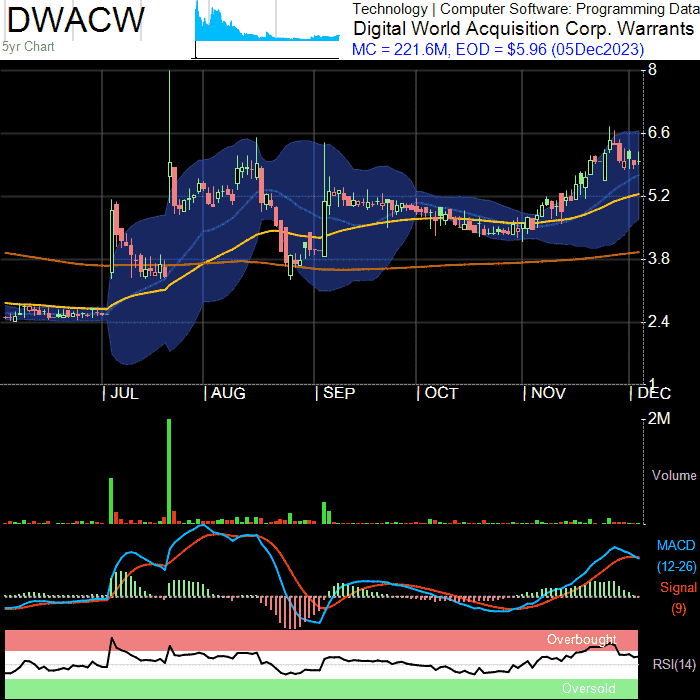 DWACW
5yr Chart
Technology | Computer Software: Programming Data
Digital World Acquisition Corp. Warrants
MC = 221.6M, EOD = $5.96 (05Dec2023)
8
6.6
5.2
3.8
2.4
1
JUL AUG SEP OCT NOV DEC
2M
Volume
MACD
(12-26)
Signal
(9)
Overbought
RSI(14)
Oversold